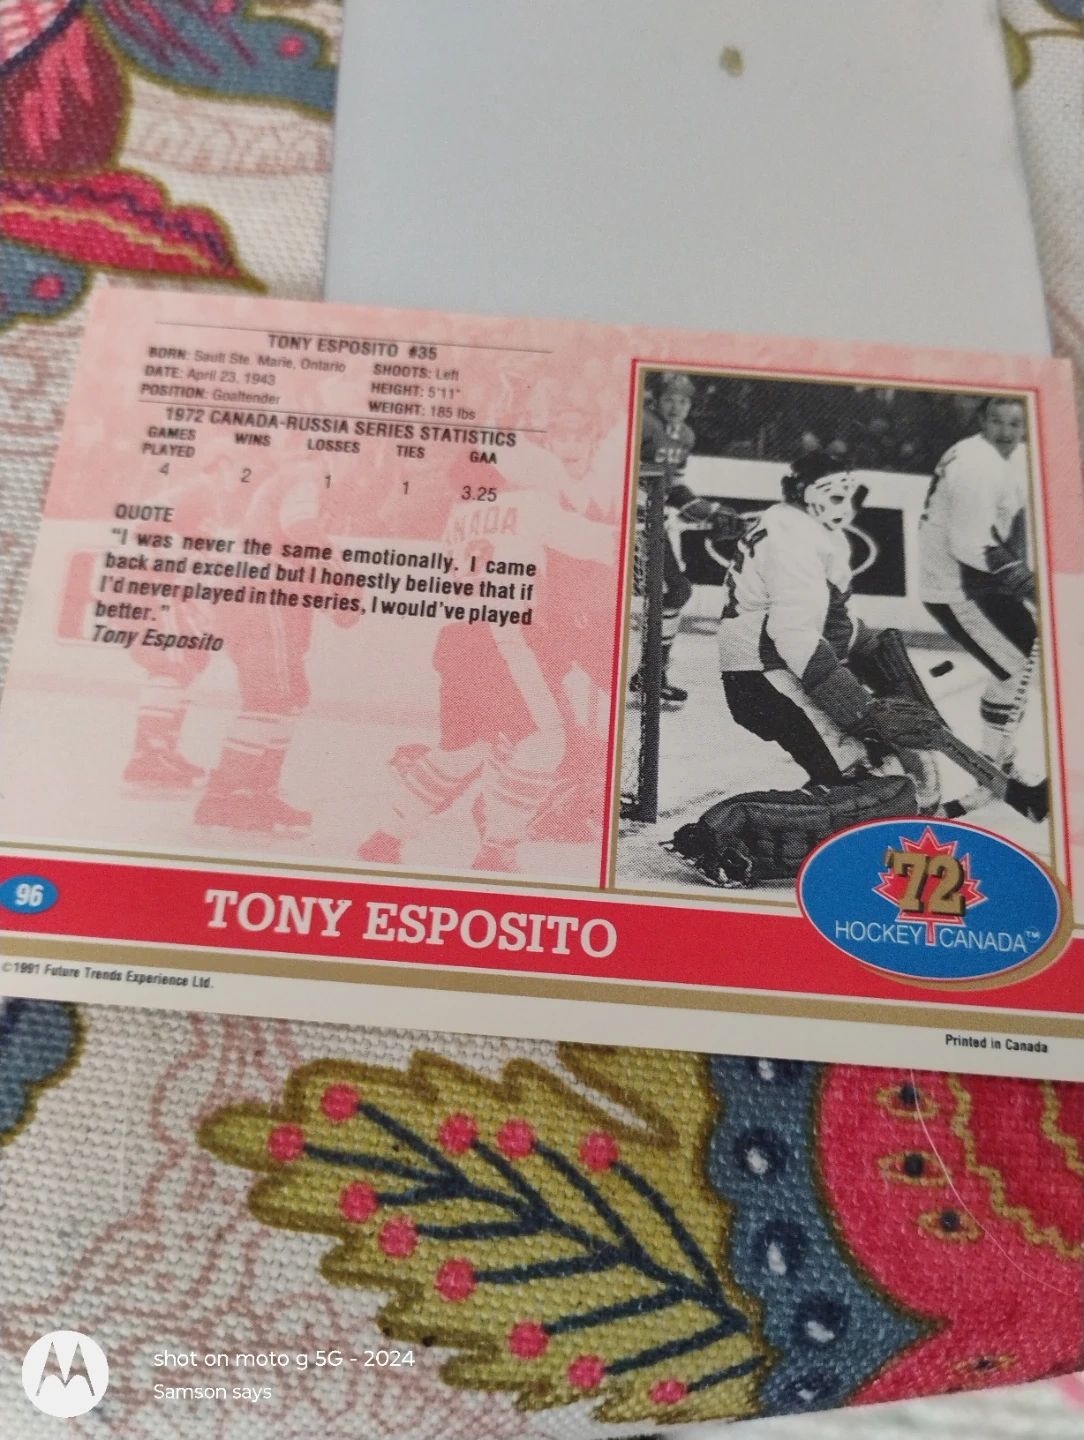 TONY ESPOSITO #35
BORN: Sault Ste. Marie, Ontario
DATE: April 23, 1943
POSITION: Goaltender
SHOOTS: Left
HEIGHT: 5'11"
WEIGHT: 185 lbs
1972 CANADA-RUSSIA SERIES STATISTICS
GAMES PLAYED WINS LOSSES TIES GAA
4 2 1 1 3.25
QUOTE
"I was never the same emotionally. I came
back and excelled but I honestly believe that if
I'd never played in the series, I would've played
better."
Tony Esposito
NADA
96
TONY ESPOSITO
'72
HOCKEY CANADA™
©1991 Future Trends Experience Ltd.
Printed in Canada
shot on moto g 5G - 2024
Samson says